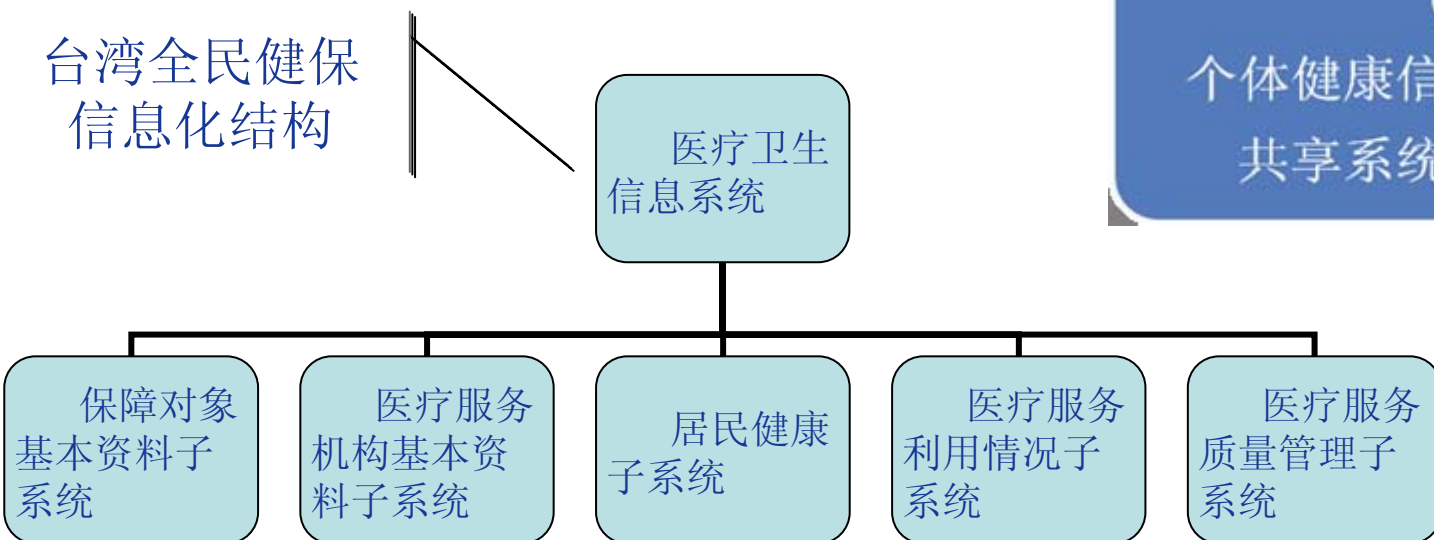 台湾全民健保
信息化结构
个体健康信
共享系统
医疗卫生
信息系统
保障对象
基本资料子
系统
医疗服务
机构基本资
料子系统
居民健康
子系统
医疗服务
利用情况子
系统
医疗服务
质量管理子
系统